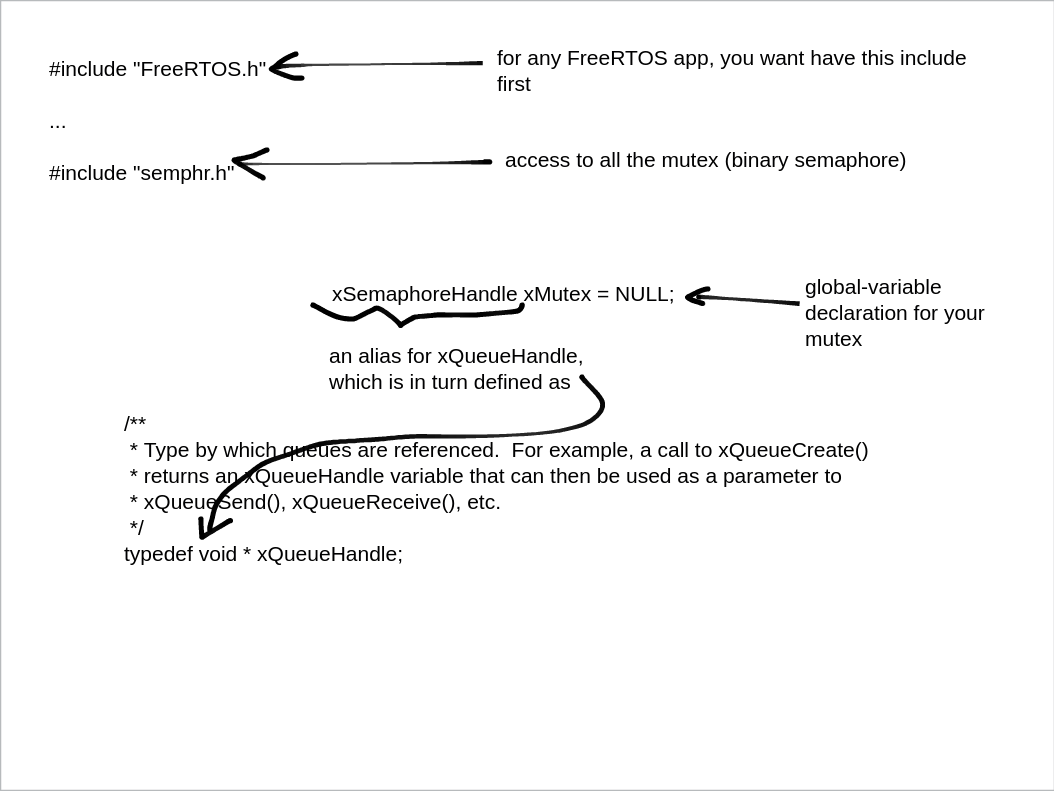 #include "FreeRTOS.h"
for any FreeRTOS app, you want have this include
first
...
#include "semphr.h"
access to all the mutex (binary semaphore)
xSemaphoreHandle xMutex = NULL;
global-variable
declaration for your
mutex
an alias for xQueueHandle,
which is in turn defined as
/**
 * Type by which queues are referenced.  For example, a call to xQueueCreate()
 * returns an xQueueHandle variable that can then be used as a parameter to
 * xQueueSend(), xQueueReceive(), etc.
 */
typedef void * xQueueHandle;